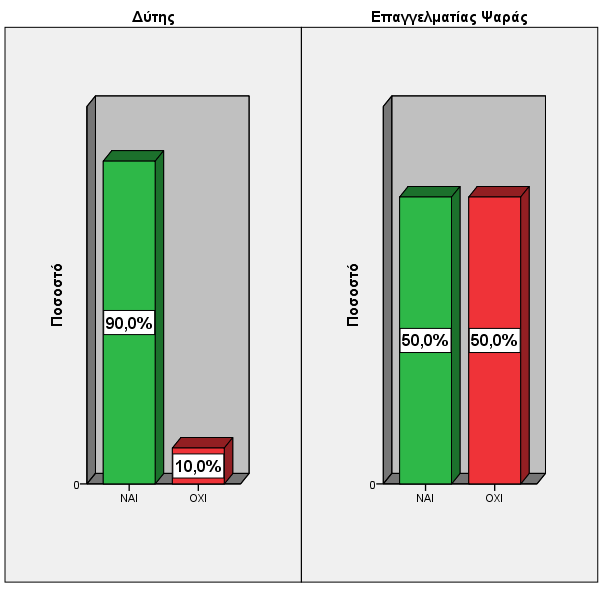 Δύτης
Επαγγελματίας Ψαράς
Ποσοστό
90,0%
10,0%
0
ΝΑΙ
ΟΧΙ
Ποσοστό
50,0%
50,0%
0
ΝΑΙ
ΟΧΙ